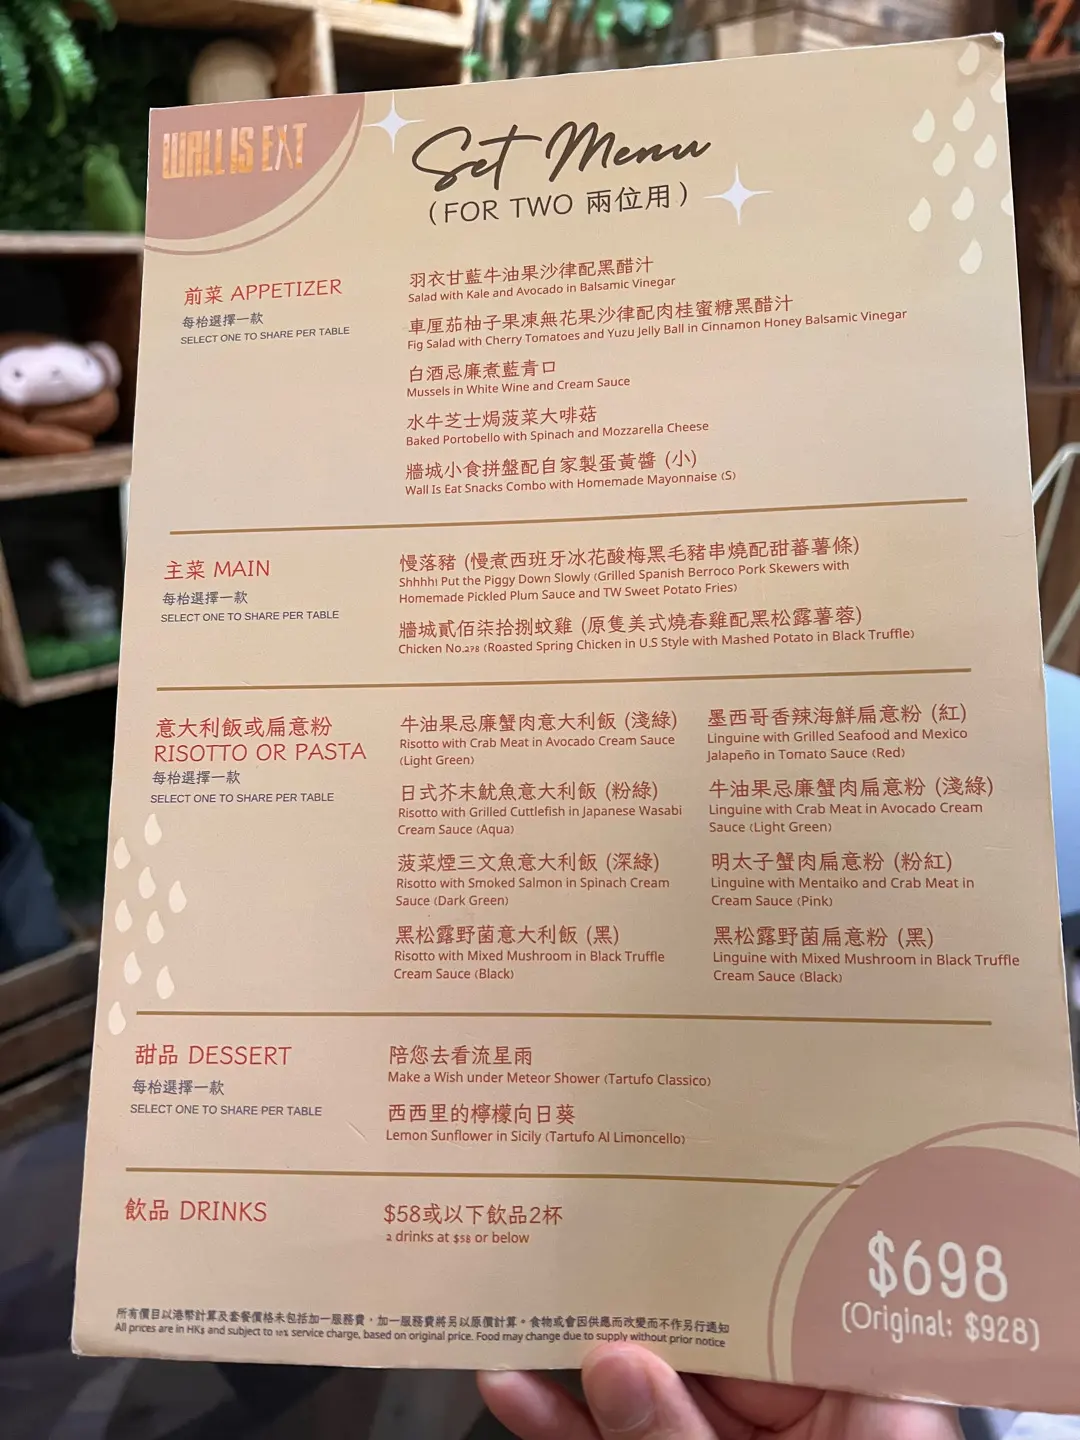 WALL IS EAT
Set Menu
(FOR TWO 兩位用)
前菜 APPETIZER
每枱選擇一款
SELECT ONE TO SHARE PER TABLE
羽衣甘藍牛油果沙律配黑醋汁
Salad with Kale and Avocado in Balsamic Vinegar
車厘茄柚子果凍無花果沙律配肉桂蜜糖黑醋汁
Fig Salad with Cherry Tomatoes and Yuzu Jelly Ball in Cinnamon Honey Balsamic Vinegar
白酒忌廉煮藍青口
Mussels in White Wine and Cream Sauce
水牛芝士焗菠菜大啡菇
Baked Portobello with Spinach and Mozzarella Cheese
牆城小食拼盤配自家製蛋黃醬 (小)
Wall Is Eat Snacks Combo with Homemade Mayonnaise (S)
主菜 MAIN
每枱選擇一款
SELECT ONE TO SHARE PER TABLE
慢落豬 (慢煮西班牙冰花酸梅黑毛豬串燒配甜蕃薯條)
Shhhh! Put the Piggy Down Slowly (Grilled Spanish Berroco Pork Skewers with
Homemade Pickled Plum Sauce and TW Sweet Potato Fries)
牆城貳佰柒拾捌蚊雞 (原隻美式燒春雞配黑松露薯蓉)
Chicken No.278 (Roasted Spring Chicken in U.S Style with Mashed Potato in Black Truffle)
意大利飯或扁意粉
RISOTTO OR PASTA
每枱選擇一款
SELECT ONE TO SHARE PER TABLE
牛油果忌廉蟹肉意大利飯 (淺綠)
Risotto with Crab Meat in Avocado Cream Sauce
(Light Green)
日式芥末魷魚意大利飯 (粉綠)
Risotto with Grilled Cuttlefish in Japanese Wasabi
Cream Sauce (Aqua)
菠菜煙三文魚意大利飯 (深綠)
Risotto with Smoked Salmon in Spinach Cream
Sauce (Dark Green)
黑松露野菌意大利飯 (黑)
Risotto with Mixed Mushroom in Black Truffle
Cream Sauce (Black)
墨西哥香辣海鮮扁意粉 (紅)
Linguine with Grilled Seafood and Mexico
Jalapeño in Tomato Sauce (Red)
牛油果忌廉蟹肉扁意粉 (淺綠)
Linguine with Crab Meat in Avocado Cream
Sauce (Light Green)
明太子蟹肉扁意粉 (粉紅)
Linguine with Mentaiko and Crab Meat in
Cream Sauce (Pink)
黑松露野菌扁意粉 (黑)
Linguine with Mixed Mushroom in Black Truffle
Cream Sauce (Black)
甜品 DESSERT
每枱選擇一款
SELECT ONE TO SHARE PER TABLE
陪您去看流星雨
Make a Wish under Meteor Shower (Tartufo Classico)
西西里的檸檬向日葵
Lemon Sunflower in Sicily (Tartufo Al Limoncello)
飲品 DRINKS
$58或以下飲品2杯
2 drinks at $58 or below
$698
(Original: $928)
所有價目以港幣計算及套餐價格未包括加一服務費，加一服務費將另以原價計算。食物或會因供應而改變而不作另行通知
All prices are in HK$ and subject to 10% service charge, based on original price. Food may change due to supply without prior notice